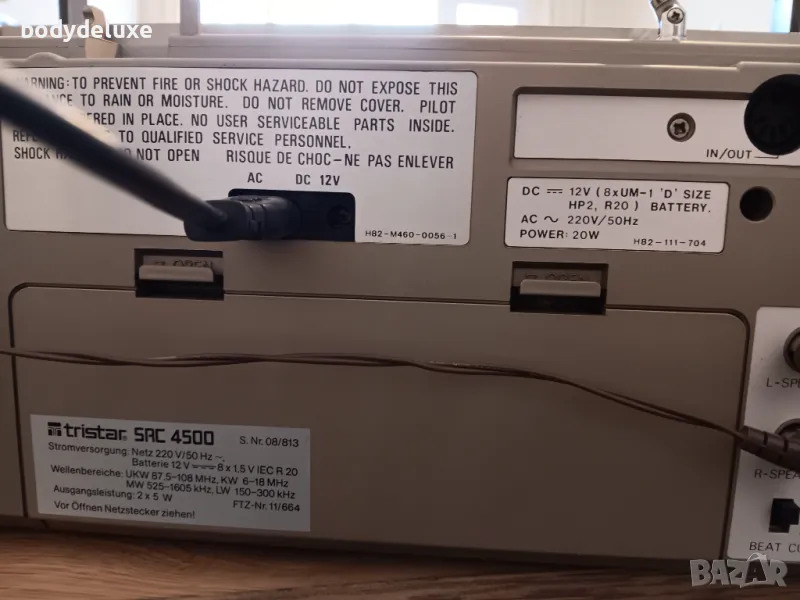 bodydeluxe
WARNING: TO PREVENT FIRE OR SHOCK HAZARD. DO NOT EXPOSE THIS
TO RAIN OR MOISTURE. DO NOT REMOVE COVER. PILOT
IN PLACE. NO USER SERVICEABLE PARTS INSIDE.
TO QUALIFIED SERVICE PERSONNEL,
SHOCK NOT OPEN RISQUE DE CHOC–NE PAS ENLEVER
AC DC 12V
H82-M460-0056-1
IN/OUT
DC ⎓ 12V (8xUM-1 'D' SIZE
HP2, R20) BATTERY.
AC ∼ 220V/50Hz
POWER: 20W
H82-111-704
OPEN
OPEN
tristar SRC 4500 S. Nr. 08/813
Stromversorgung: Netz 220 V/50 Hz ~,
Batterie 12 V ⎓ 8 x 1,5 V IEC R 20
Wellenbereiche: UKW 87.5-108 MHz, KW 6-18 MHz
MW 525-1605 kHz, LW 150-300 kHz
Ausgangsleistung: 2 x 5 W FTZ-Nr. 11/664
Vor Öffnen Netzstecker ziehen!
L-SPE
R-SPEA
BEAT CU
BAZAR